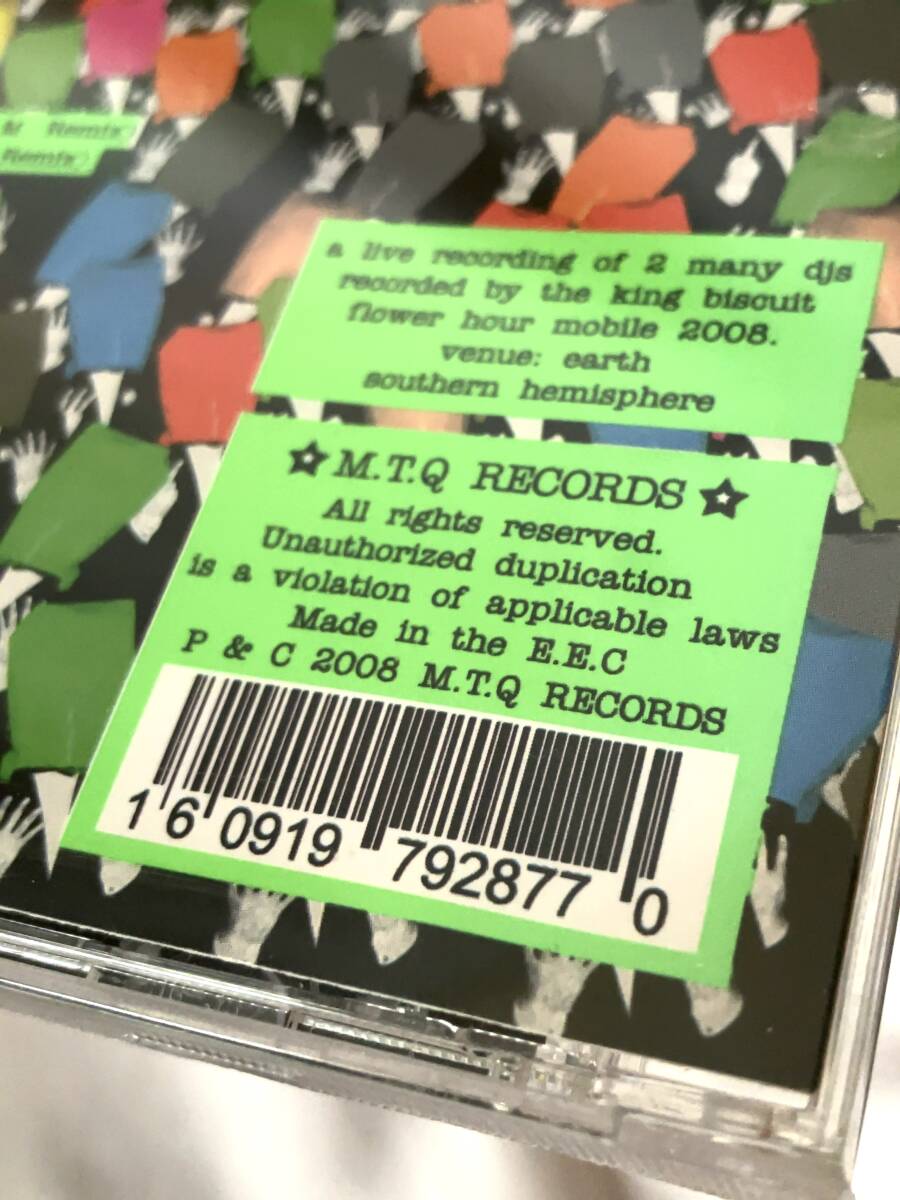 & Remix)
Remix)
a live recording of 2 many djs
recorded by the king biscuit
flower hour mobile 2008.
venue: earth
southern hemisphere
M.T.Q RECORDS
All rights reserved.
Unauthorized duplication
is a violation of applicable laws
Made in the E.E.C
P & C 2008 M.T.Q RECORDS
1 6 0919 792877 0